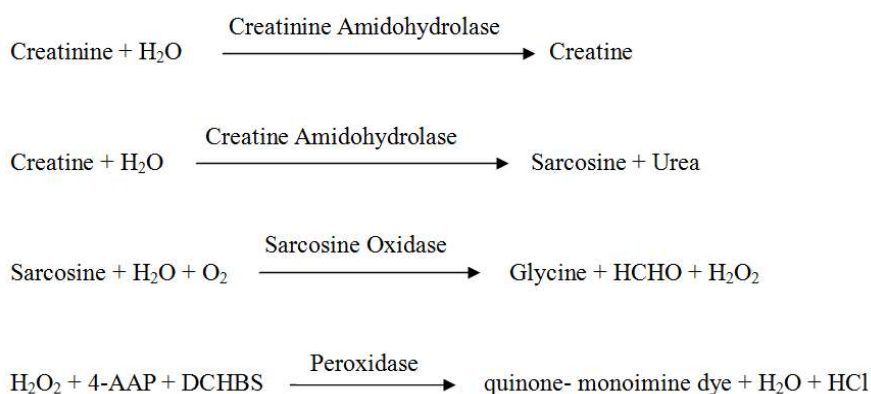 Creatinine Amidohydrolase
Creatinine + H₂O Creatine
Creatine Amidohydrolase
Creatine + H₂O Sarcosine + Urea
Sarcosine Oxidase
Sarcosine + H₂O + O₂ Glycine + HCHO + H₂O₂
Peroxidase
H₂O₂ + 4-AAP + DCHBS quinone- monoimine dye + H₂O + HCl